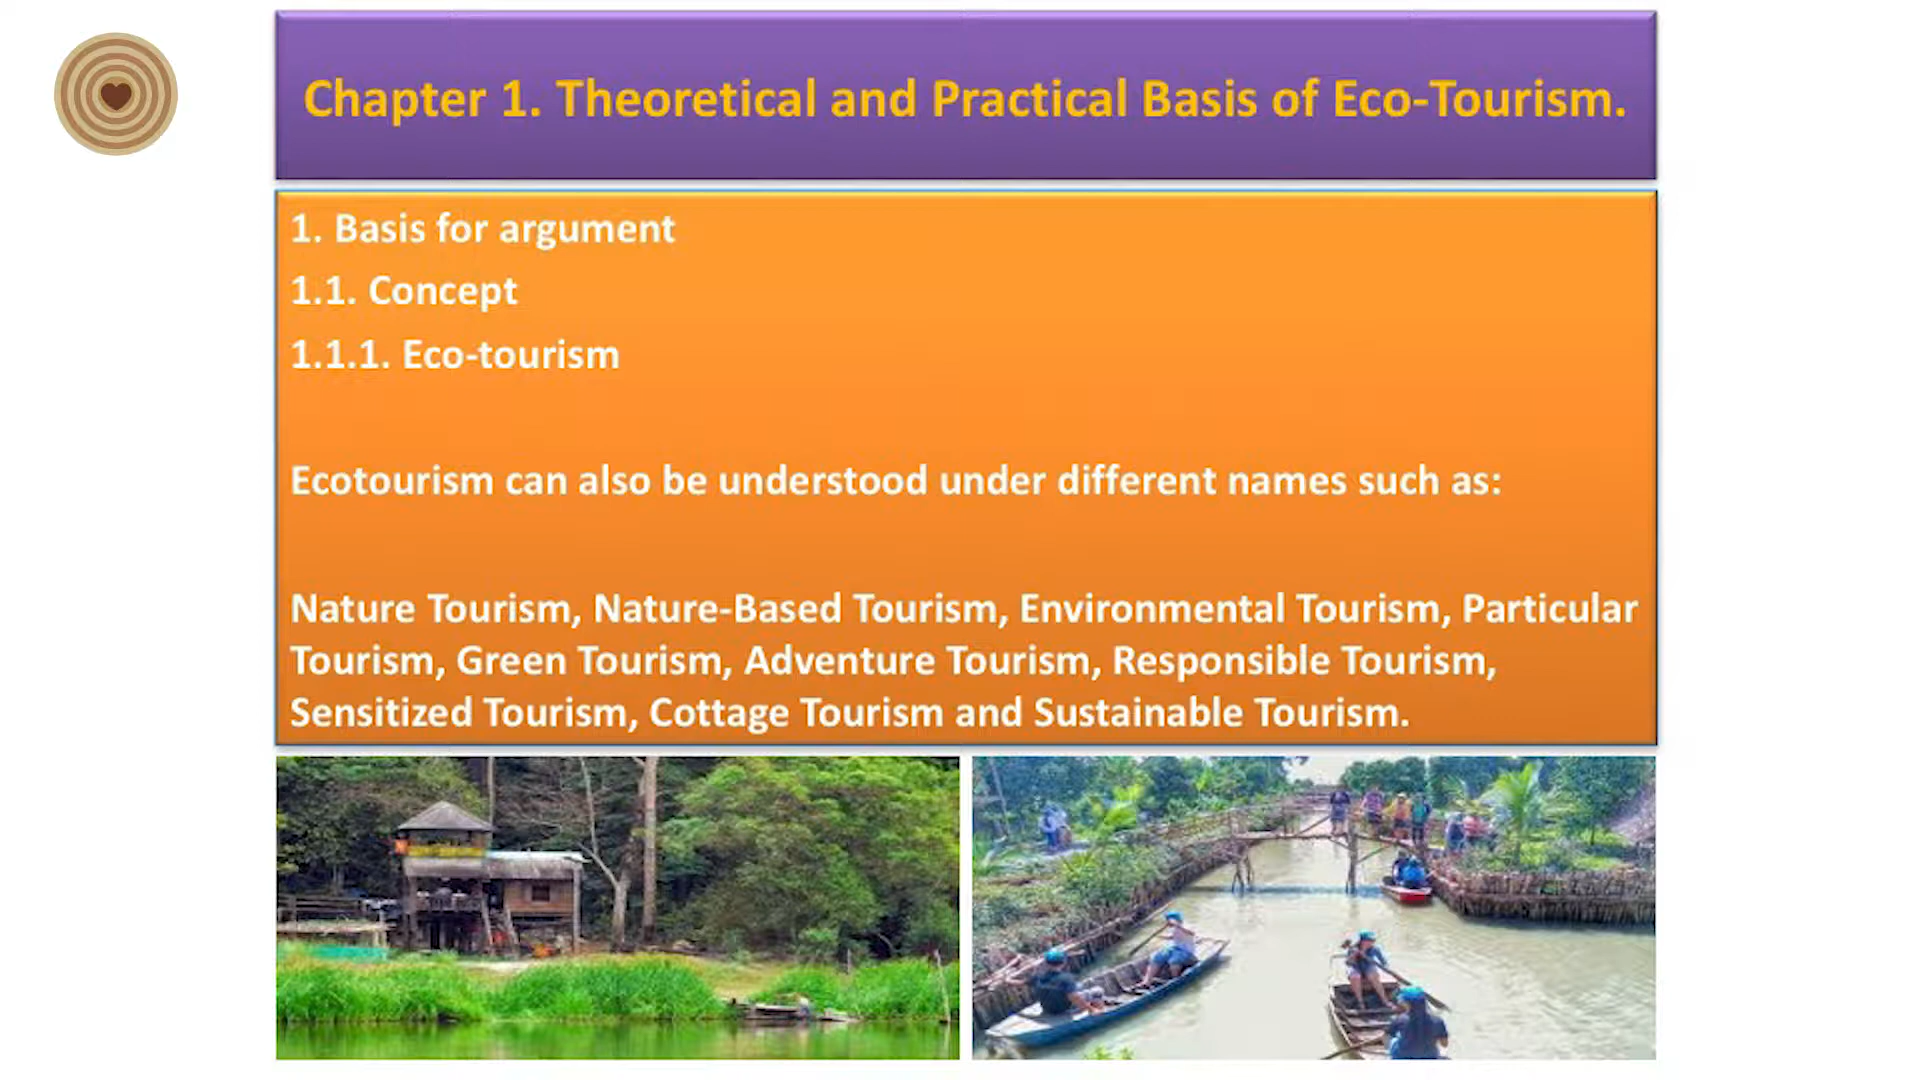 Chapter 1. Theoretical and Practical Basis of Eco-Tourism.
1. Basis for argument
1.1. Concept
1.1.1. Eco-tourism
Ecotourism can also be understood under different names such as:
Nature Tourism, Nature-Based Tourism, Environmental Tourism, Particular
Tourism, Green Tourism, Adventure Tourism, Responsible Tourism,
Sensitized Tourism, Cottage Tourism and Sustainable Tourism.